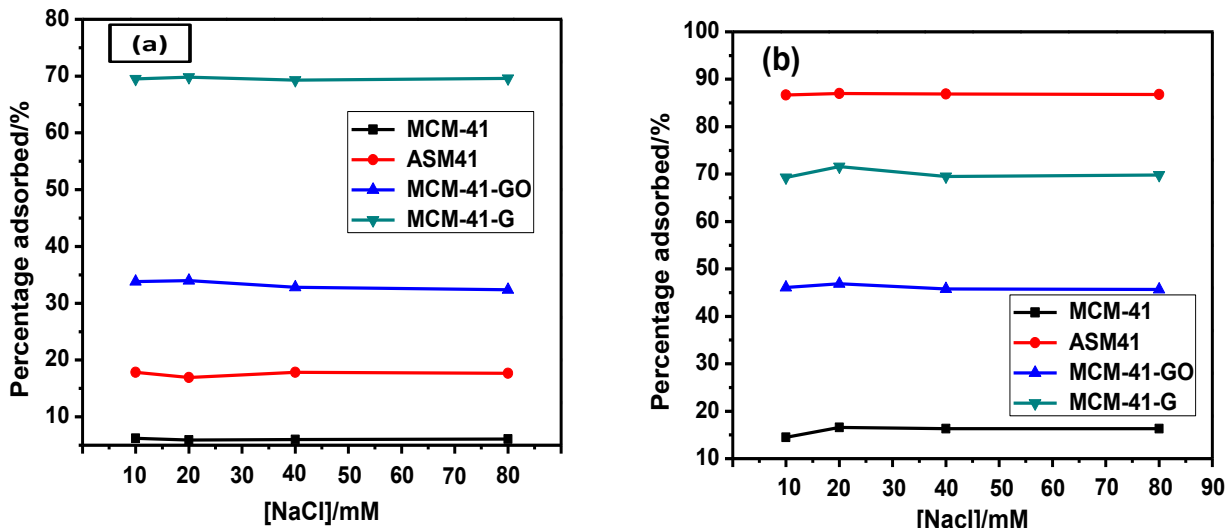 (a)
80
70
60
50
40
30
20
10
Percentage adsorbed/%
MCM-41
ASM41
MCM-41-GO
MCM-41-G
10 20 30 40 50 60 70 80
[NaCl]/mM
(b)
100
90
80
70
60
50
40
30
20
10
Percentage adsorbed/%
MCM-41
ASM41
MCM-41-GO
MCM-41-G
10 20 30 40 50 60 70 80 90
[Nacl]/mM